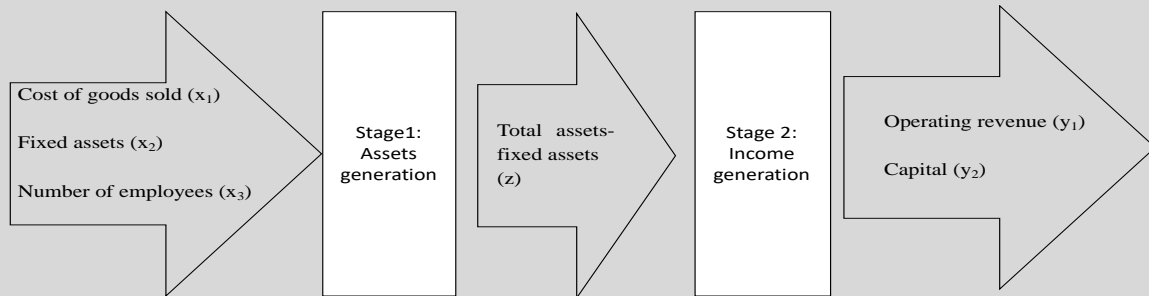 Cost of goods sold (x₁)
Fixed assets (x₂)
Number of employees (x₃)
Stage1:
Assets
generation
Total assets-
fixed assets
(z)
Stage 2:
Income
generation
Operating revenue (y₁)
Capital (y₂)